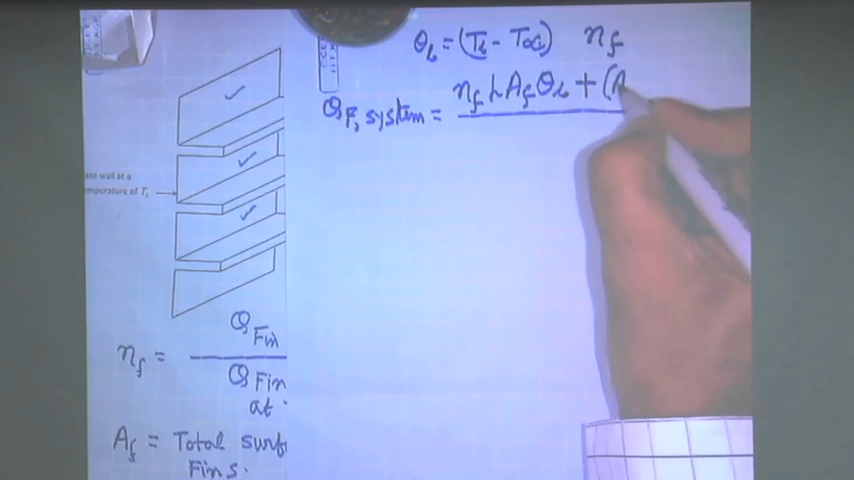 θb = (Tb - T∞) ηf
QF, system = ηf h Af θb + (A
ase wall at a
mperature of Ts
ηf = QFin
QFin
at
Af = Total surf
Fins.